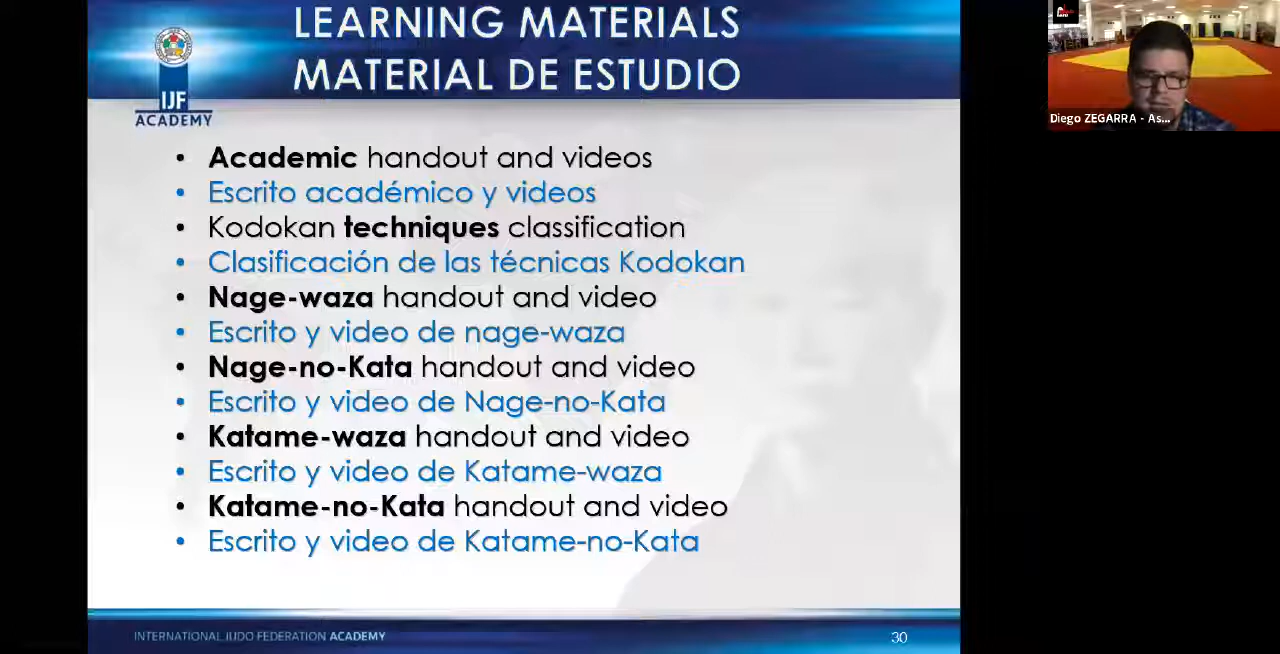 LEARNING MATERIALS
MATERIAL DE ESTUDIO
IJF
ACADEMY
• Academic handout and videos
• Escrito académico y videos
• Kodokan techniques classification
• Clasificación de las técnicas Kodokan
• Nage-waza handout and video
• Escrito y video de nage-waza
• Nage-no-Kata handout and video
• Escrito y video de Nage-no-Kata
• Katame-waza handout and video
• Escrito y video de Katame-waza
• Katame-no-Kata handout and video
• Escrito y video de Katame-no-Kata
INTERNATIONAL JUDO FEDERATION ACADEMY
30
Diego ZEGARRA - As...